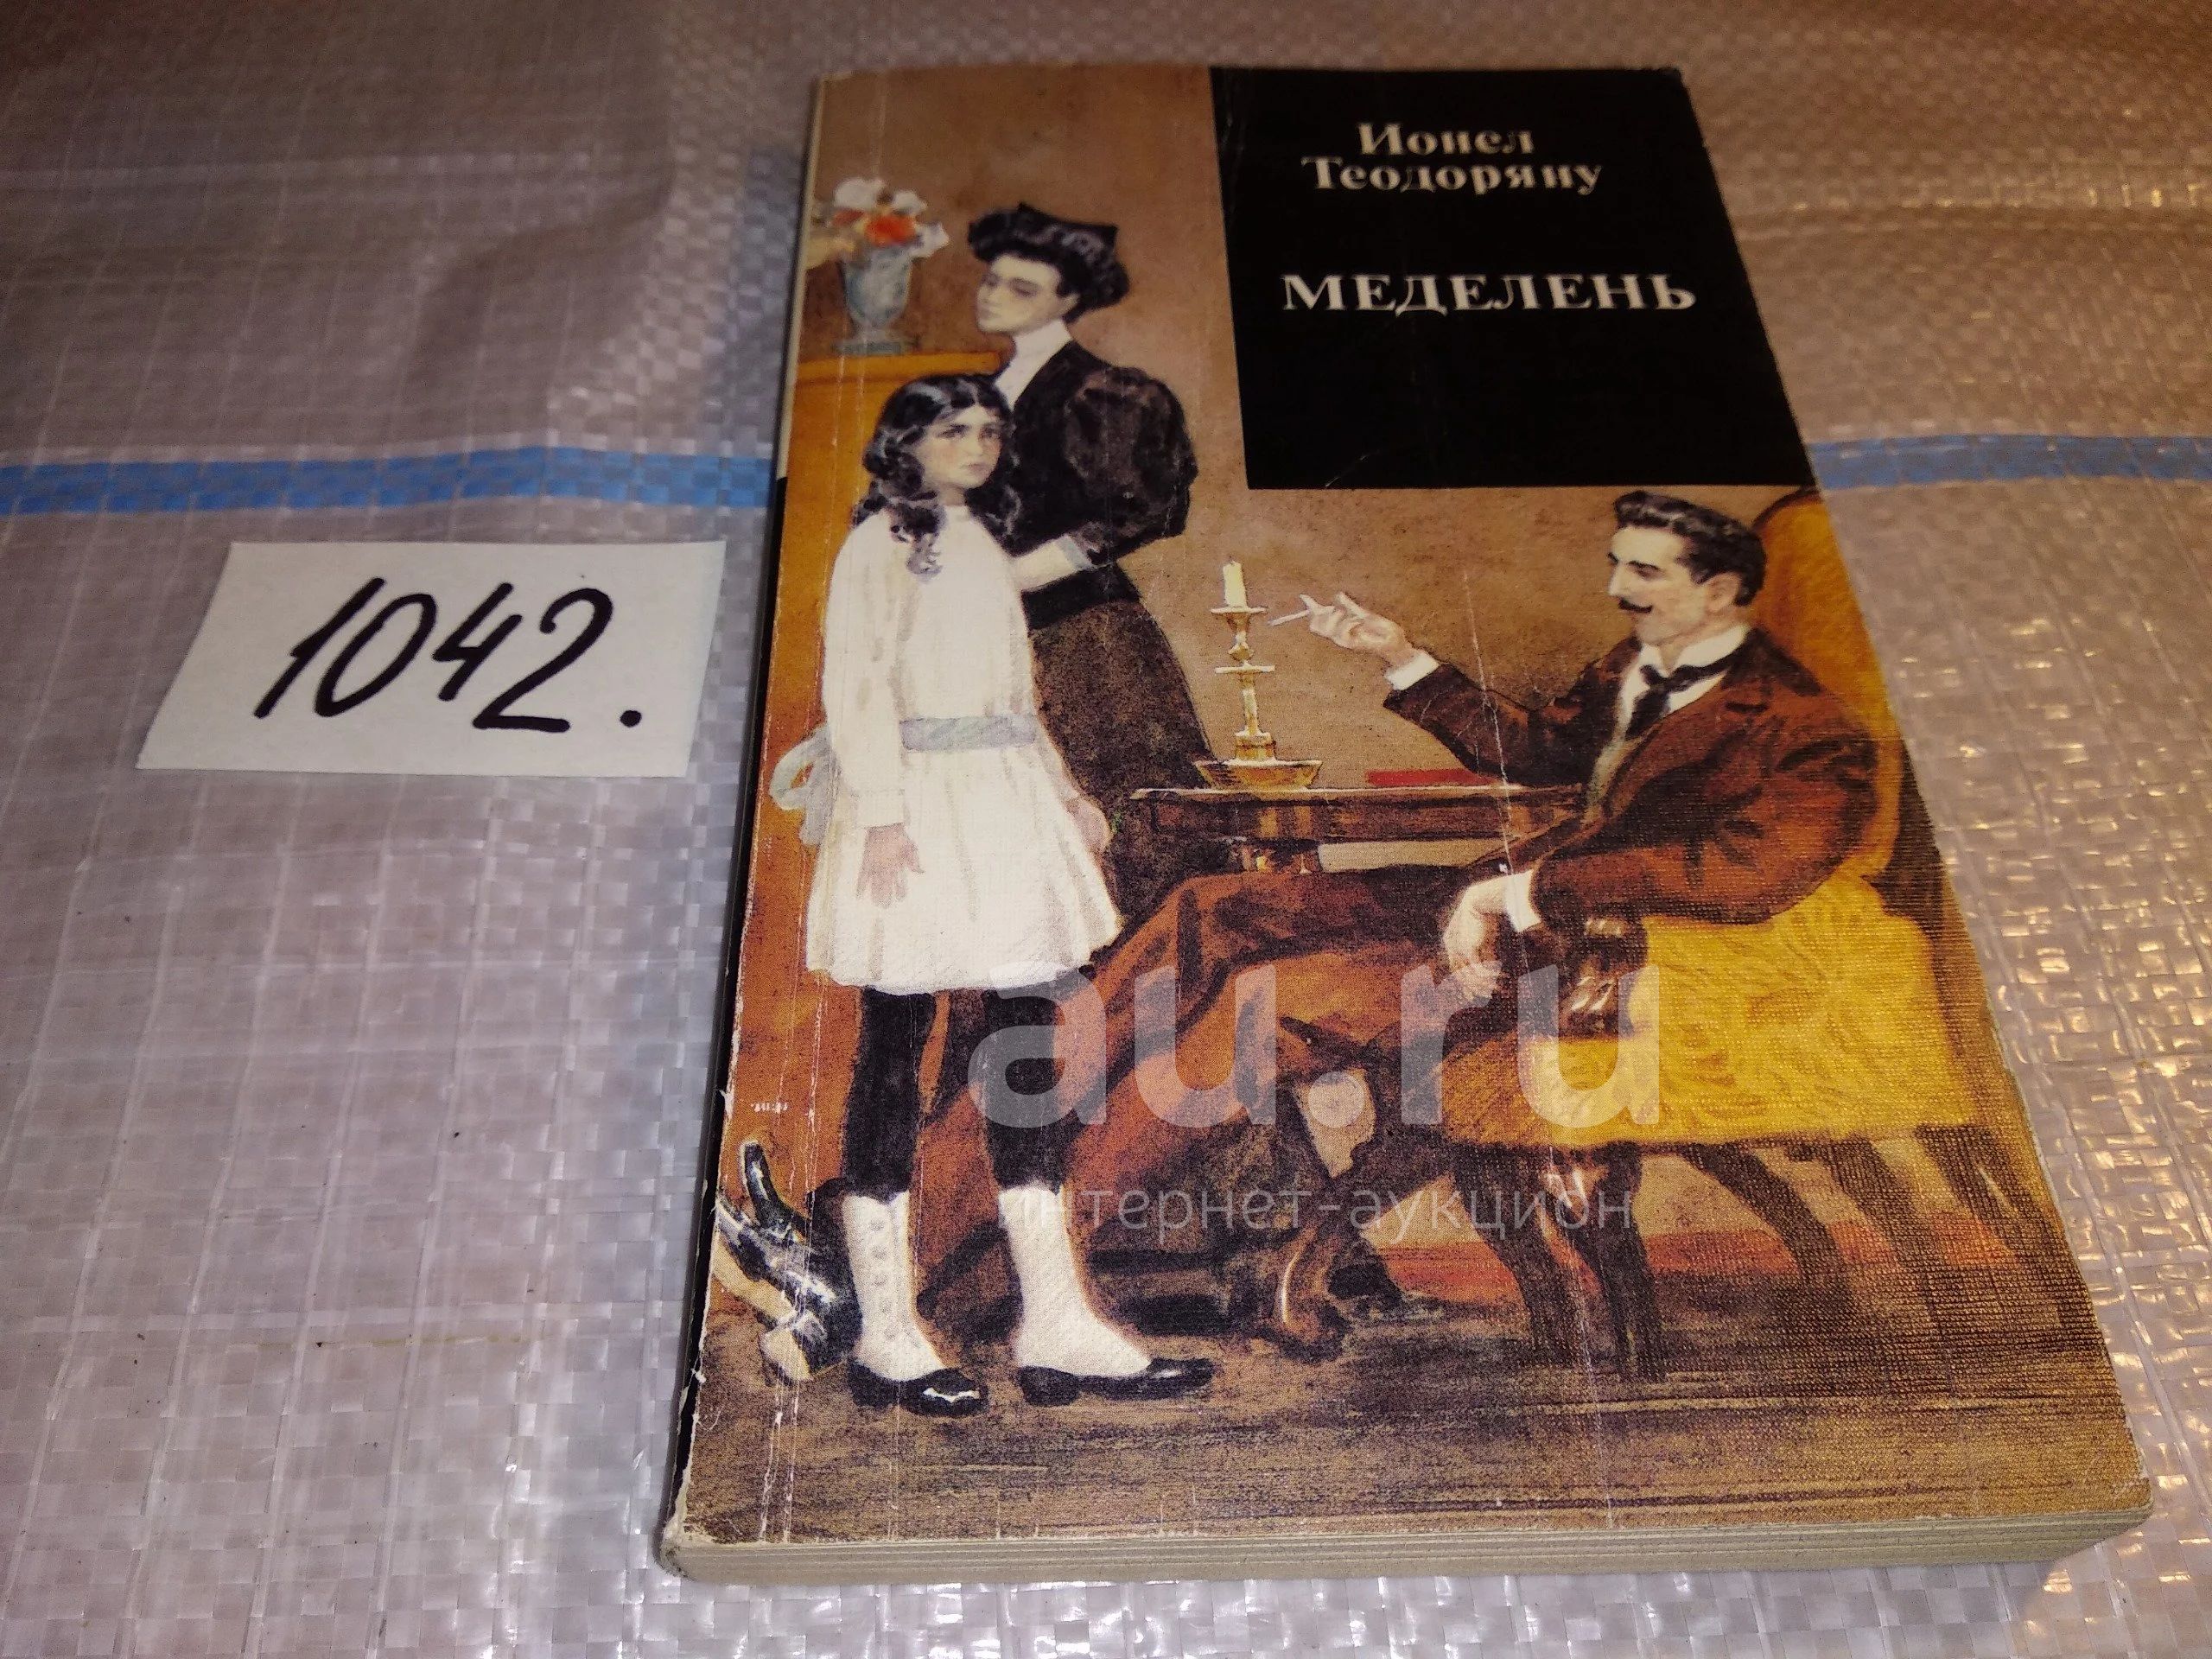 Ионел
Теодоряну
МЕДЕЛЕНЬ
1042.
au.ru
интернет-аукцион